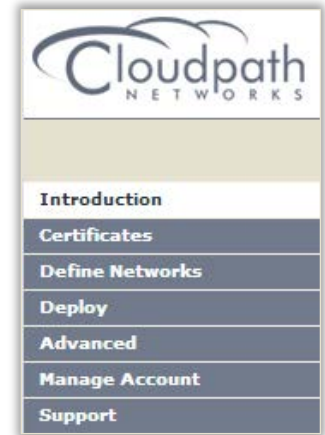 Cloudpath
NETWORKS
Introduction
Certificates
Define Networks
Deploy
Advanced
Manage Account
Support